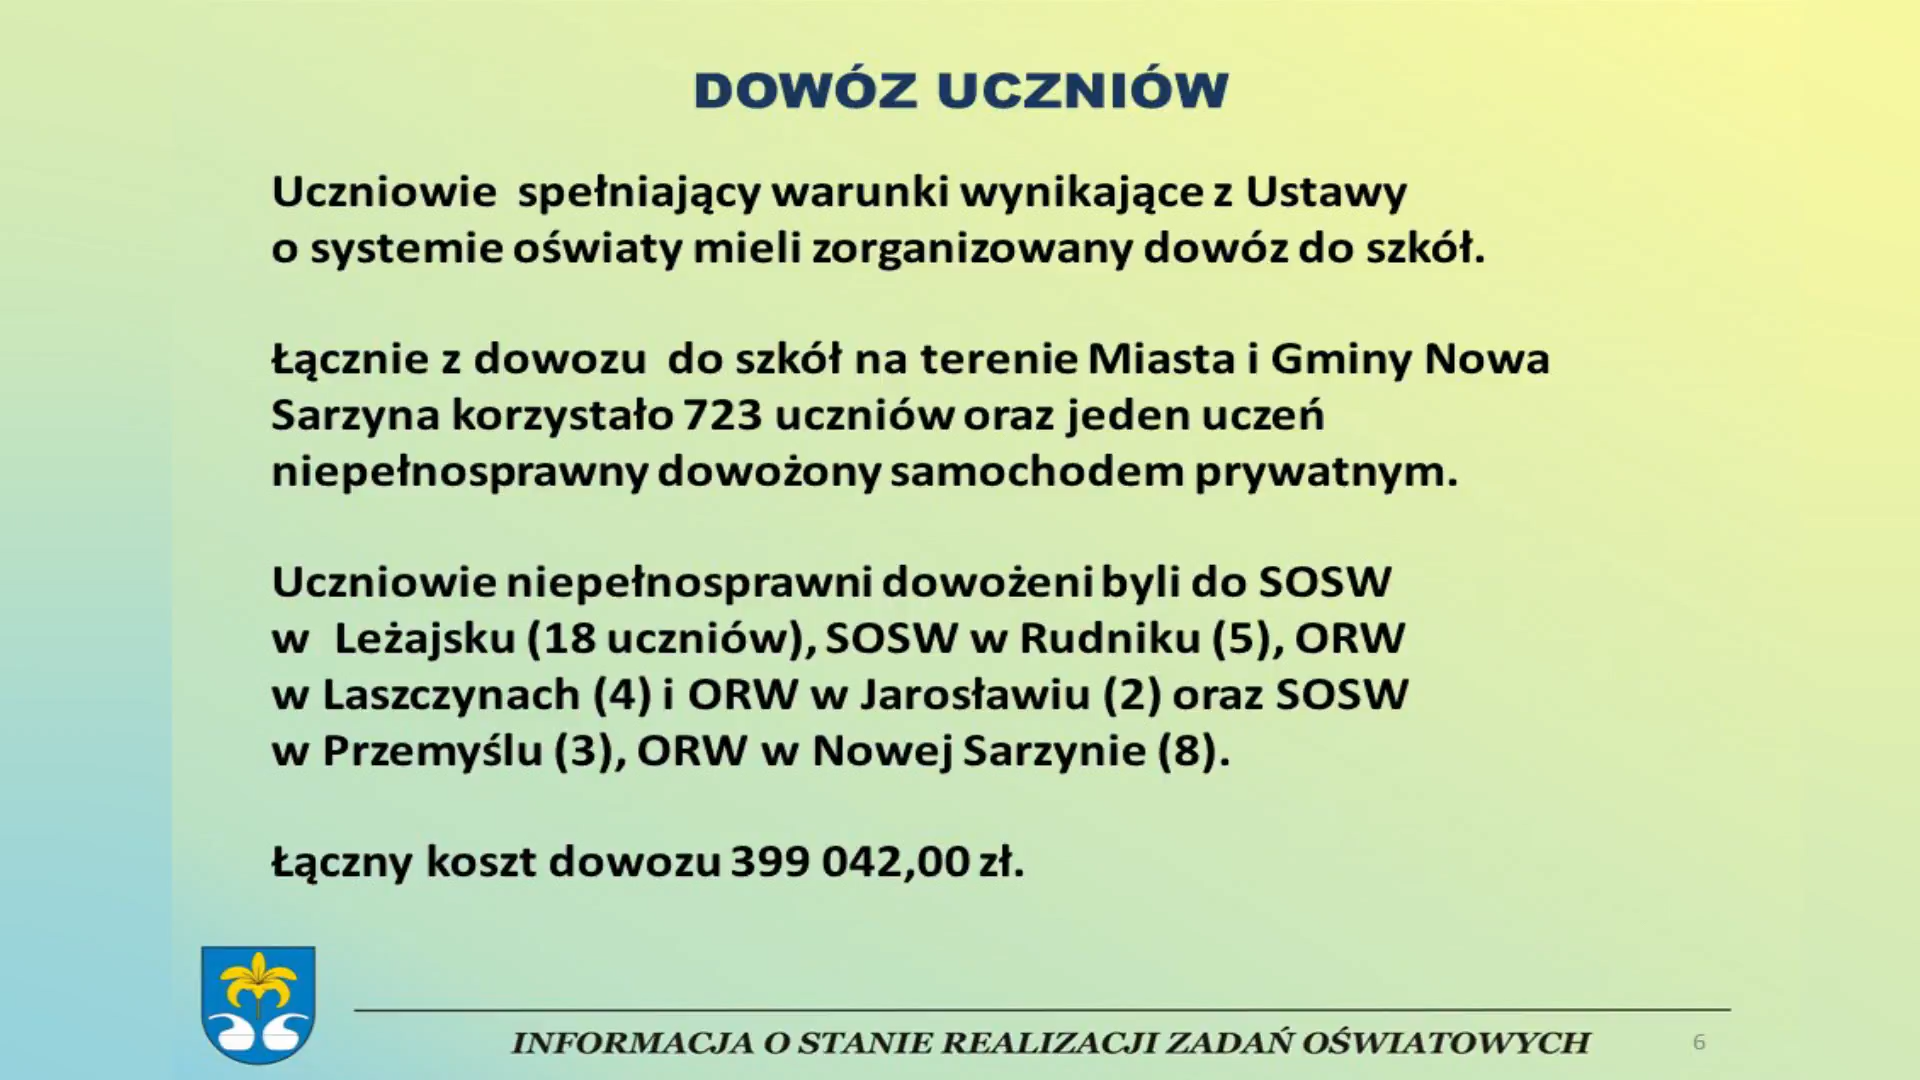 DOWÓZ UCZNIÓW
Uczniowie spełniający warunki wynikające z Ustawy
o systemie oświaty mieli zorganizowany dowóz do szkół.
Łącznie z dowozu do szkół na terenie Miasta i Gminy Nowa
Sarzyna korzystało 723 uczniów oraz jeden uczeń
niepełnosprawny dowożony samochodem prywatnym.
Uczniowie niepełnosprawni dowożeni byli do SOSW
w Leżajsku (18 uczniów), SOSW w Rudniku (5), ORW
w Laszczynach (4) i ORW w Jarosławiu (2) oraz SOSW
w Przemyślu (3), ORW w Nowej Sarzynie (8).
Łączny koszt dowozu 399 042,00 zł.
INFORMACJA O STANIE REALIZACJI ZADAŃ OŚWIATOWYCH
6